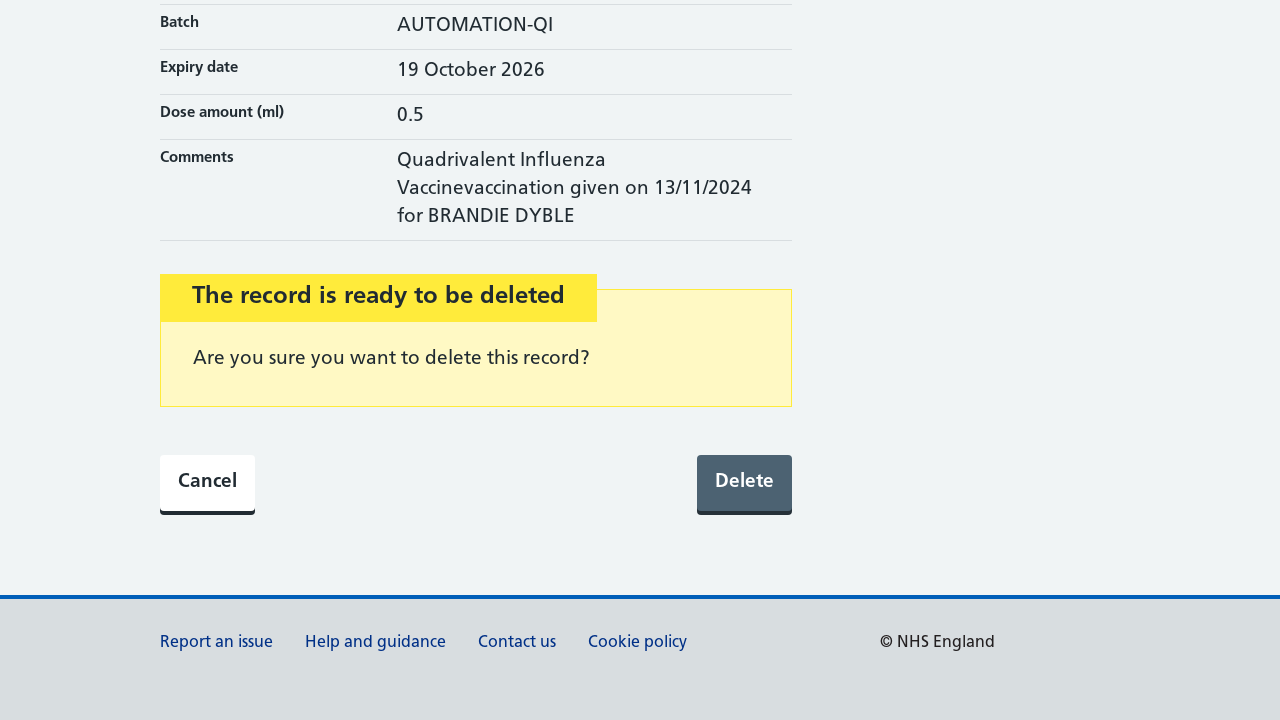 Batch
AUTOMATION-QI
Expiry date
19 October 2026
Dose amount (ml)
0.5
Comments
Quadrivalent Influenza
Vaccinevaccination given on 13/11/2024
for BRANDIE DYBLE
The record is ready to be deleted
Are you sure you want to delete this record?
Cancel
Delete
Report an issue
Help and guidance
Contact us
Cookie policy
© NHS England